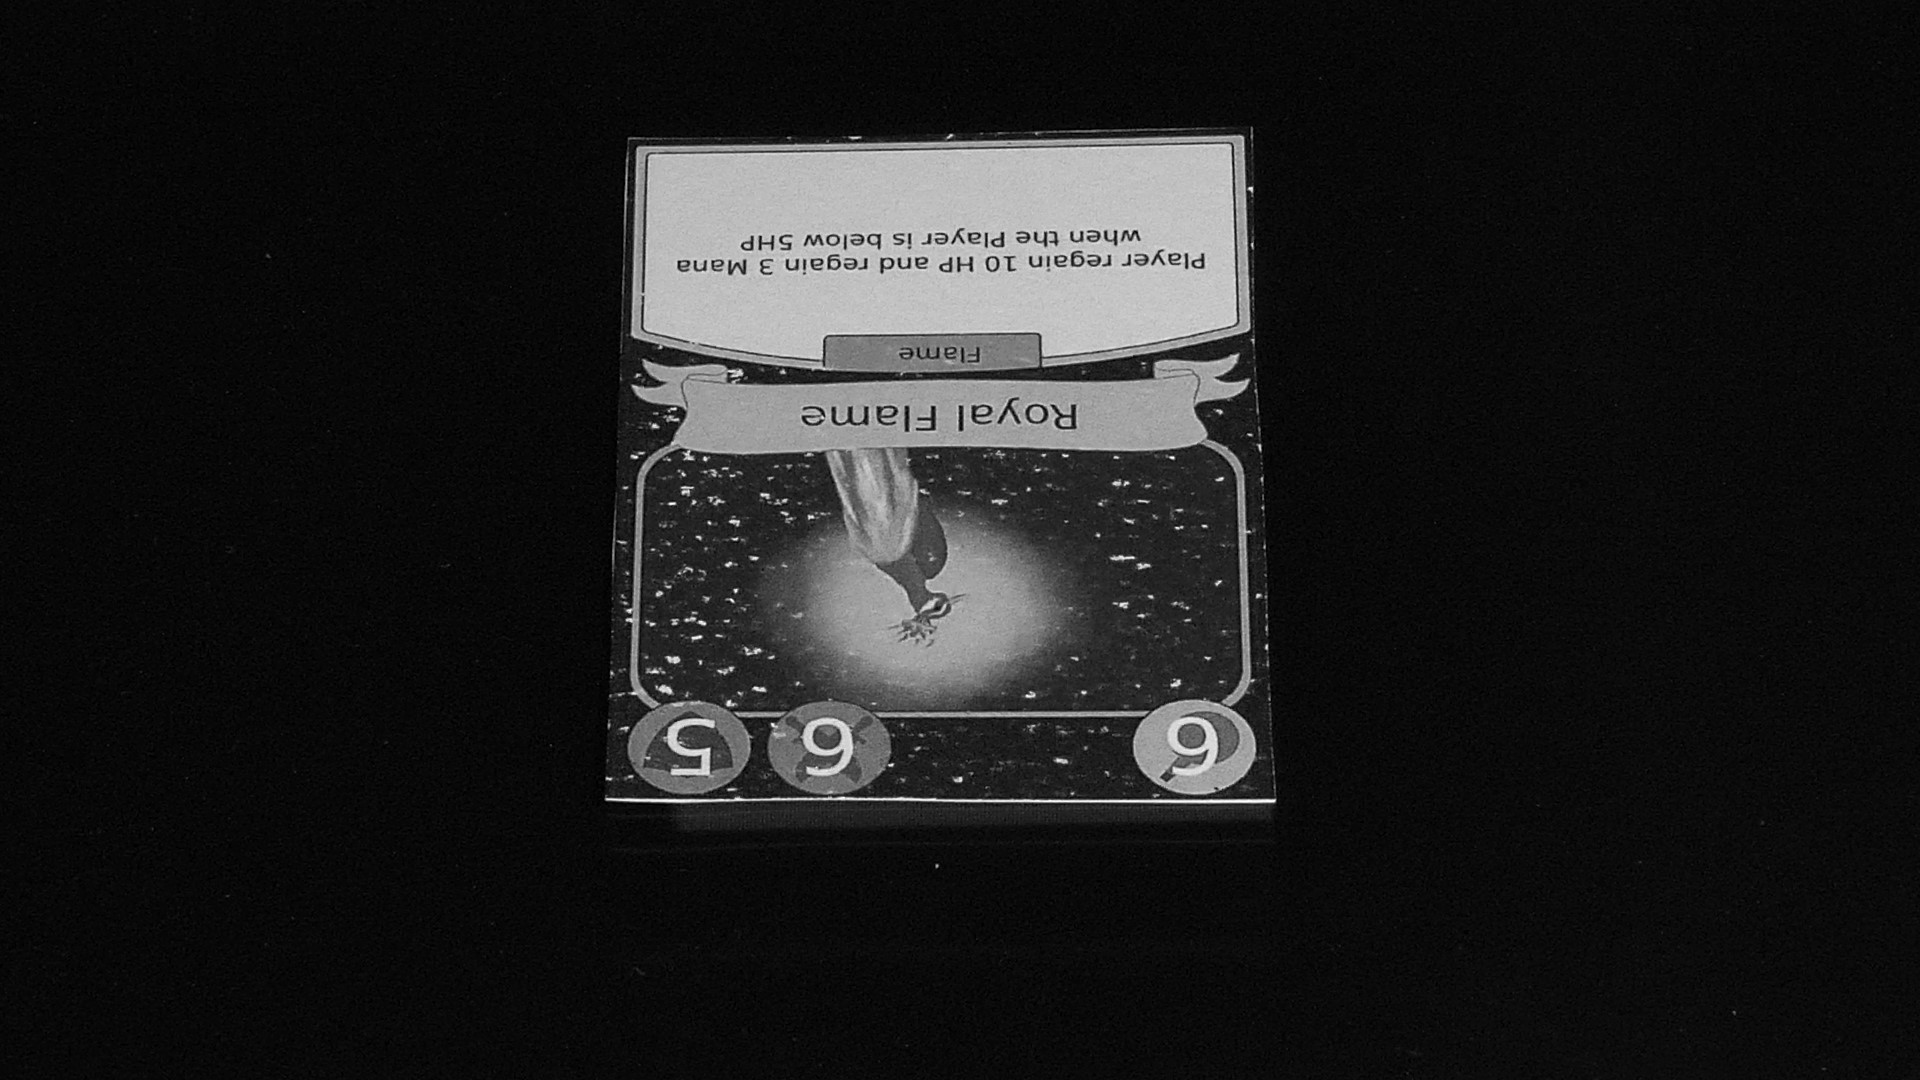 6 6 5
Royal Flame
Flame
Player regain 10 HP and regain 3 Mana
when the Player is below 5HP